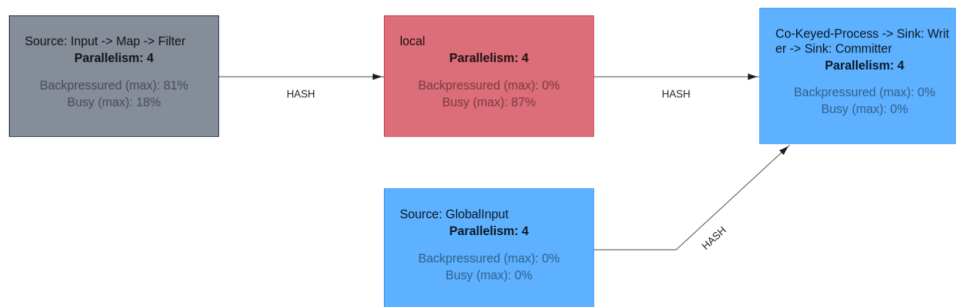 Source: Input -> Map -> Filter
Parallelism: 4
Backpressured (max): 81%
Busy (max): 18%
HASH
local
Parallelism: 4
Backpressured (max): 0%
Busy (max): 87%
HASH
Co-Keyed-Process -> Sink: Writ
er -> Sink: Committer
Parallelism: 4
Backpressured (max): 0%
Busy (max): 0%
Source: GlobalInput
Parallelism: 4
Backpressured (max): 0%
Busy (max): 0%
HASH